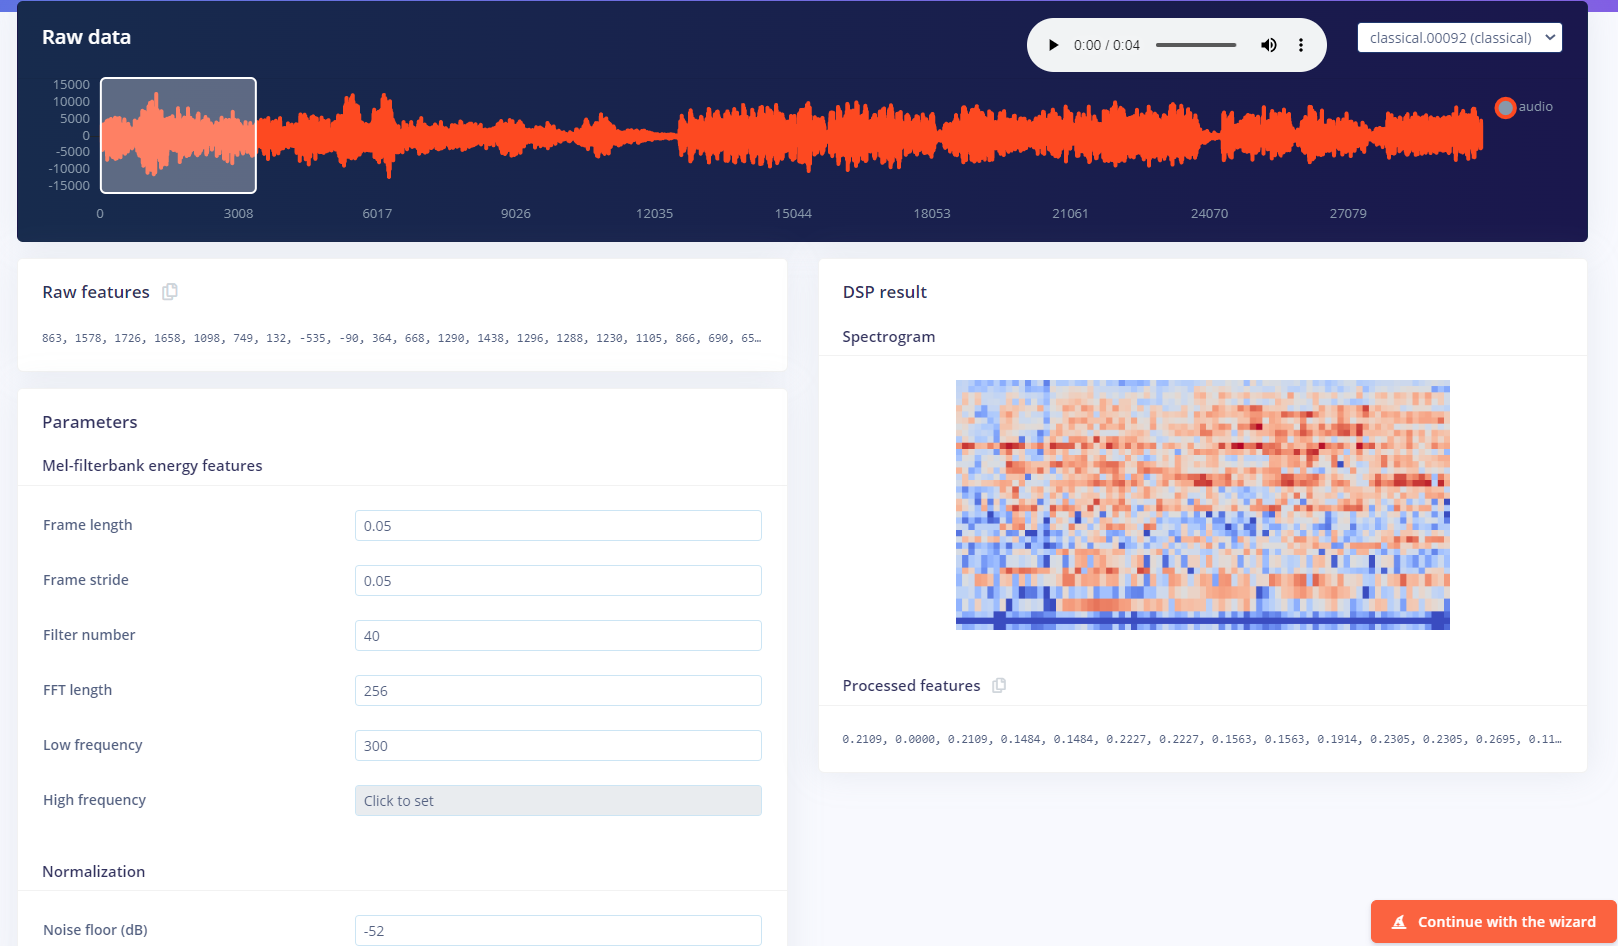 Raw data
0:00 / 0:04
classical.00092 (classical)
15000
10000
5000
0
-5000
-10000
-15000
audio
0 3008 6017 9026 12035 15044 18053 21061 24070 27079
Raw features
863, 1578, 1726, 1658, 1098, 749, 132, -535, -90, 364, 668, 1290, 1438, 1296, 1288, 1230, 1105, 866, 690, 65…
Parameters
Mel-filterbank energy features
Frame length 0.05
Frame stride 0.05
Filter number 40
FFT length 256
Low frequency 300
High frequency Click to set
Normalization
Noise floor (dB) -52
DSP result
Spectrogram
Processed features
0.2109, 0.0000, 0.2109, 0.1484, 0.1484, 0.2227, 0.2227, 0.1563, 0.1563, 0.1914, 0.2305, 0.2305, 0.2695, 0.11…
Continue with the wizard